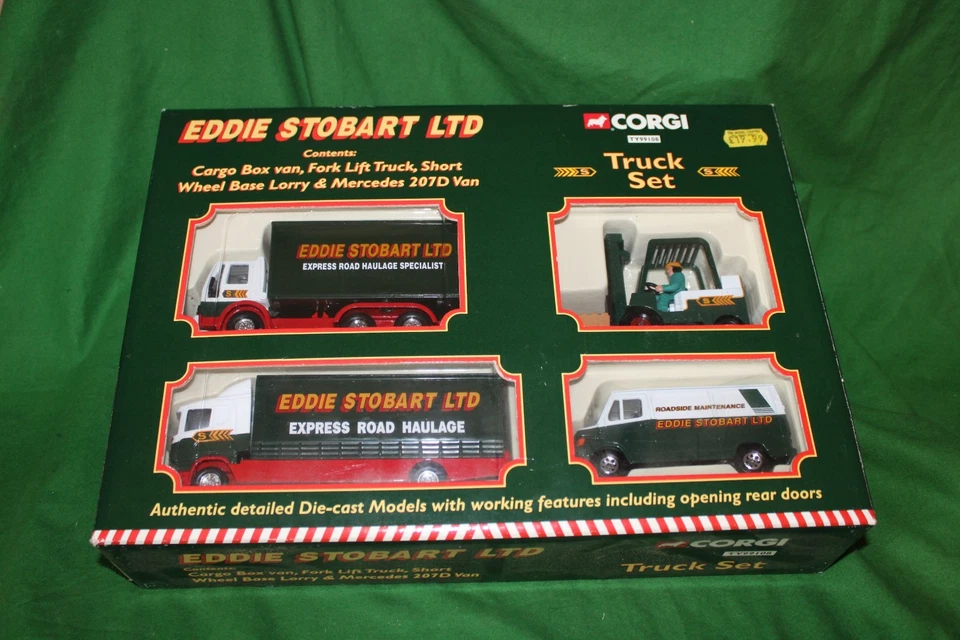 EDDIE STOBART LTD
Contents:
Cargo Box van, Fork Lift Truck, Short
Wheel Base Lorry & Mercedes 207D Van
CORGI
TY99108
£17.99
Truck
Set
S
S
EDDIE STOBART LTD
EXPRESS ROAD HAULAGE SPECIALIST
S
S
EDDIE STOBART LTD
EXPRESS ROAD HAULAGE
S
ROADSIDE MAINTENANCE
EDDIE STOBART LTD
Authentic detailed Die-cast Models with working features including opening rear doors
EDDIE STOBART LTD
Contents:
Cargo Box van, Fork Lift Truck, Short
Wheel Base Lorry & Mercedes 207D Van
CORGI
TY99108
Truck Set